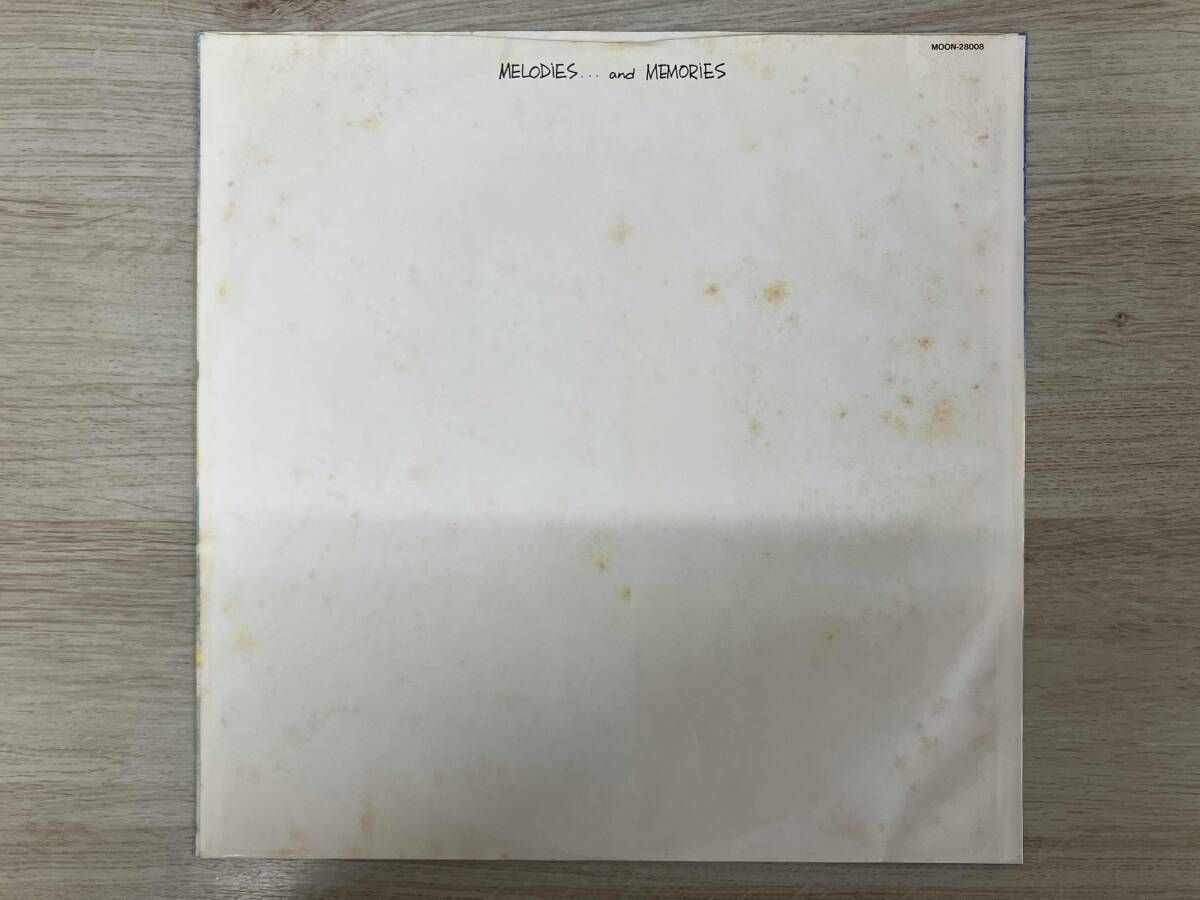 MOON-28008
MELODiES... and MEMORiES